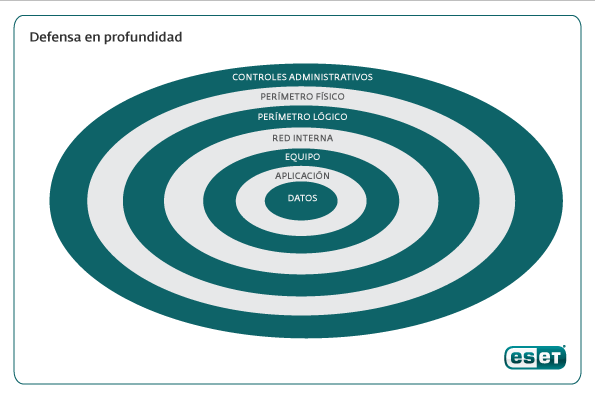 Defensa en profundidad
CONTROLES ADMINISTRATIVOS
PERÍMETRO FÍSICO
PERÍMETRO LÓGICO
RED INTERNA
EQUIPO
APLICACIÓN
DATOS
eseT